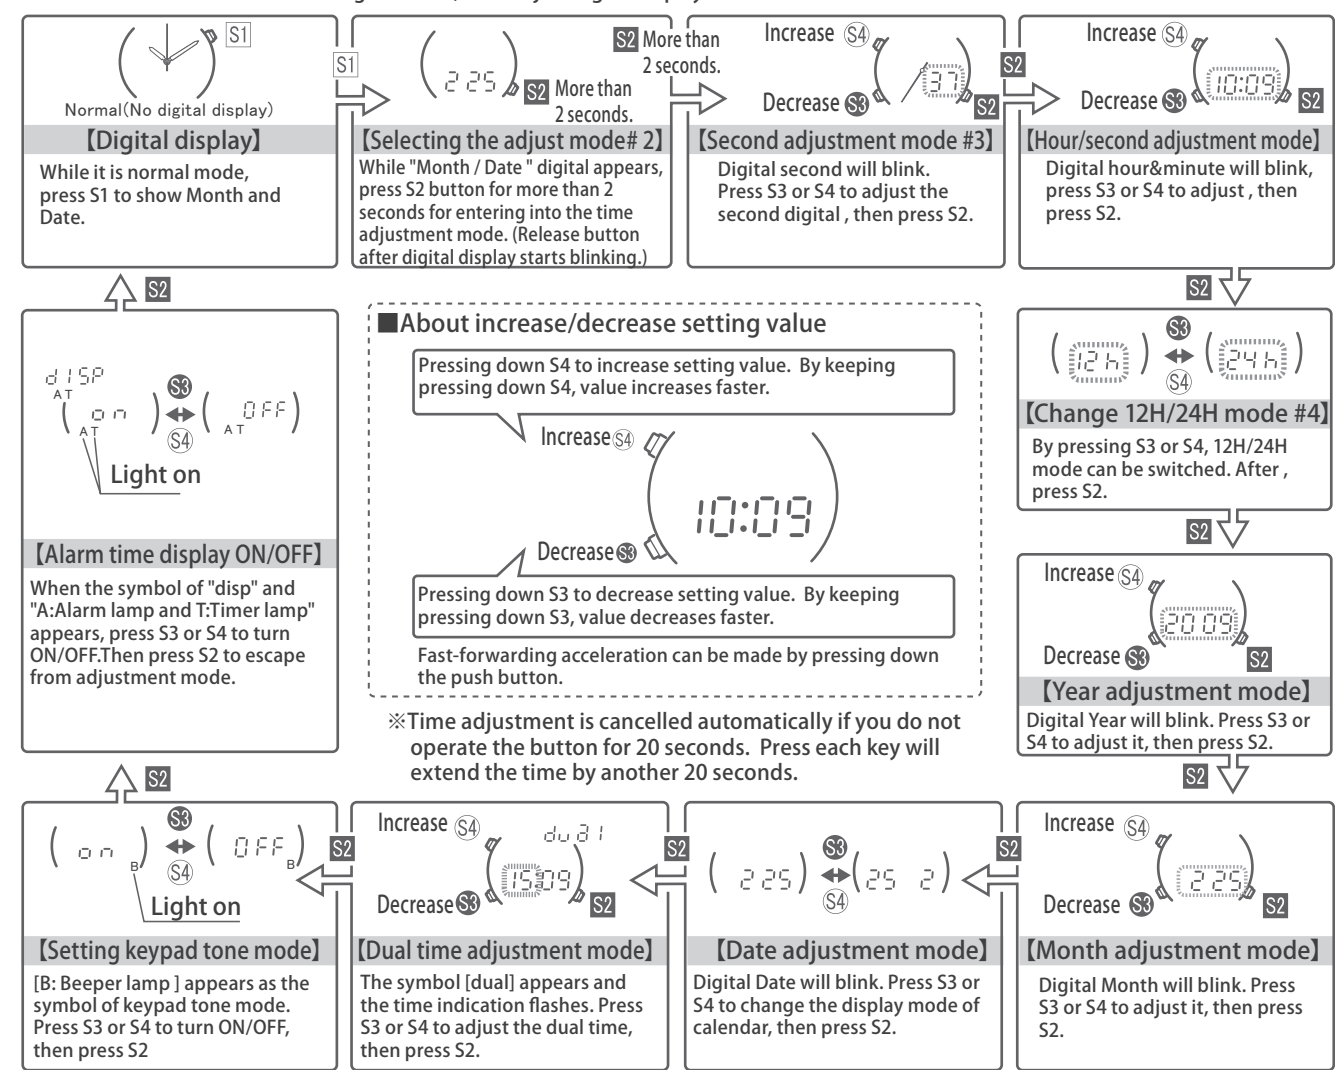 S1
Normal(No digital display)
【Digital display】
While it is normal mode,
press S1 to show Month and
Date.
S1
2 25
S2 More than
2 seconds.
S2 More than
2 seconds.
【Selecting the adjust mode# 2】
While "Month / Date " digital appears,
press S2 button for more than 2
seconds for entering into the time
adjustment mode. (Release button
after digital display starts blinking.)
Increase S4
37
Decrease S3
S2
【Second adjustment mode #3】
Digital second will blink.
Press S3 or S4 to adjust the
second digital , then press S2.
S2
Increase S4
10:09
Decrease S3
S2
【Hour/second adjustment mode】
Digital hour&minute will blink,
press S3 or S4 to adjust , then
press S2.
S2
12h
S3
S4
24h
【Change 12H/24H mode #4】
By pressing S3 or S4, 12H/24H
mode can be switched. After ,
press S2.
S2
Increase S4
2009
Decrease S3
S2
【Year adjustment mode】
Digital Year will blink. Press S3 or
S4 to adjust it, then press S2.
S2
Increase S4
2 25
Decrease S3
S2
【Month adjustment mode】
Digital Month will blink. Press
S3 or S4 to adjust it, then press
S2.
S2
2 25
S3
S4
25 2
【Date adjustment mode】
Digital Date will blink. Press S3 or
S4 to change the display mode of
calendar, then press S2.
S2
Increase S4
dual
15:09
Decrease S3
S2
【Dual time adjustment mode】
The symbol [dual] appears and
the time indication flashes. Press
S3 or S4 to adjust the dual time,
then press S2.
S2
on
B
S3
S4
OFF
B
Light on
【Setting keypad tone mode】
[B: Beeper lamp ] appears as the
symbol of keypad tone mode.
Press S3 or S4 to turn ON/OFF,
then press S2
S2
dISP
A T
on
A T
S3
S4
OFF
A T
Light on
【Alarm time display ON/OFF】
When the symbol of "disp" and
"A:Alarm lamp and T:Timer lamp"
appears, press S3 or S4 to turn
ON/OFF.Then press S2 to escape
from adjustment mode.
S2
■About increase/decrease setting value
Pressing down S4 to increase setting value. By keeping
pressing down S4, value increases faster.
Increase S4
10:09
Decrease S3
Pressing down S3 to decrease setting value. By keeping
pressing down S3, value decreases faster.
Fast-forwarding acceleration can be made by pressing down
the push button.
※Time adjustment is cancelled automatically if you do not
operate the button for 20 seconds. Press each key will
extend the time by another 20 seconds.